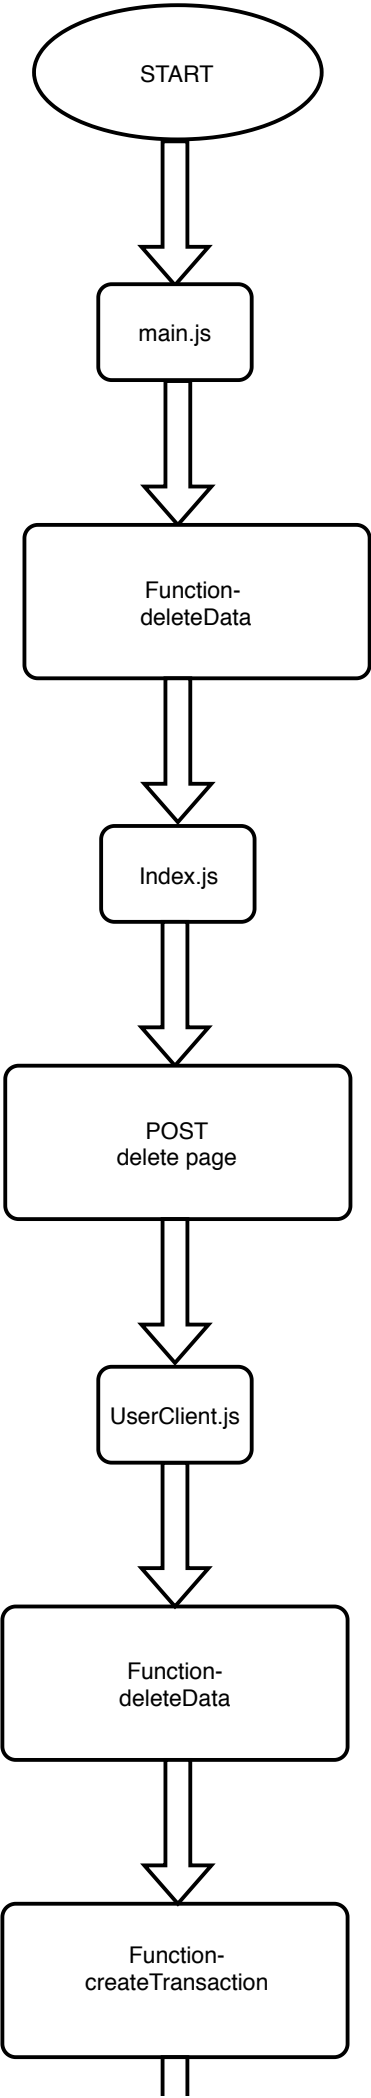 START
main.js
Function-
deleteData
Index.js
POST
delete page
UserClient.js
Function-
deleteData
Function-
createTransaction